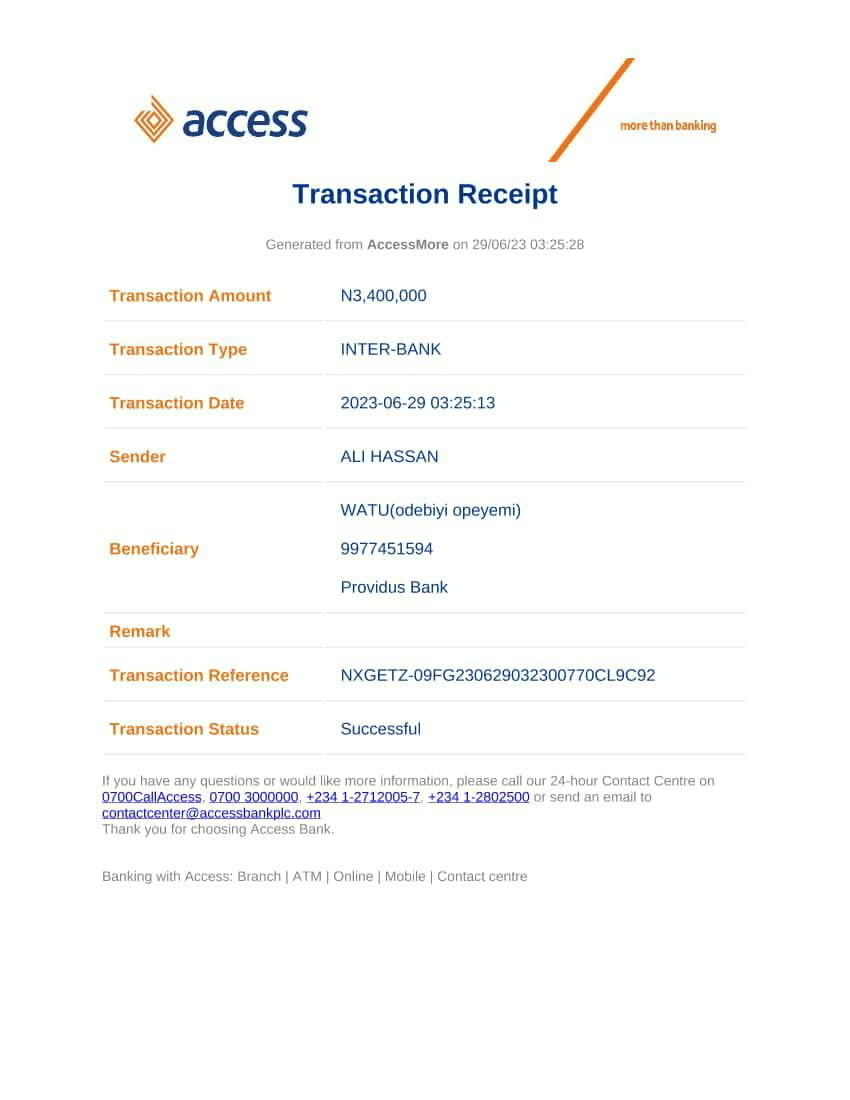 access
more than banking
Transaction Receipt
Generated from AccessMore on 29/06/23 03:25:28
Transaction Amount N3,400,000
Transaction Type INTER-BANK
Transaction Date 2023-06-29 03:25:13
Sender ALI HASSAN
WATU(odebiyi opeyemi)
Beneficiary 9977451594
Providus Bank
Remark
Transaction Reference NXGETZ-09FG230629032300770CL9C92
Transaction Status Successful
If you have any questions or would like more information, please call our 24-hour Contact Centre on
0700CallAccess, 0700 3000000, +234 1-2712005-7, +234 1-2802500 or send an email to
contactcenter@accessbankplc.com
Thank you for choosing Access Bank.
Banking with Access: Branch | ATM | Online | Mobile | Contact centre